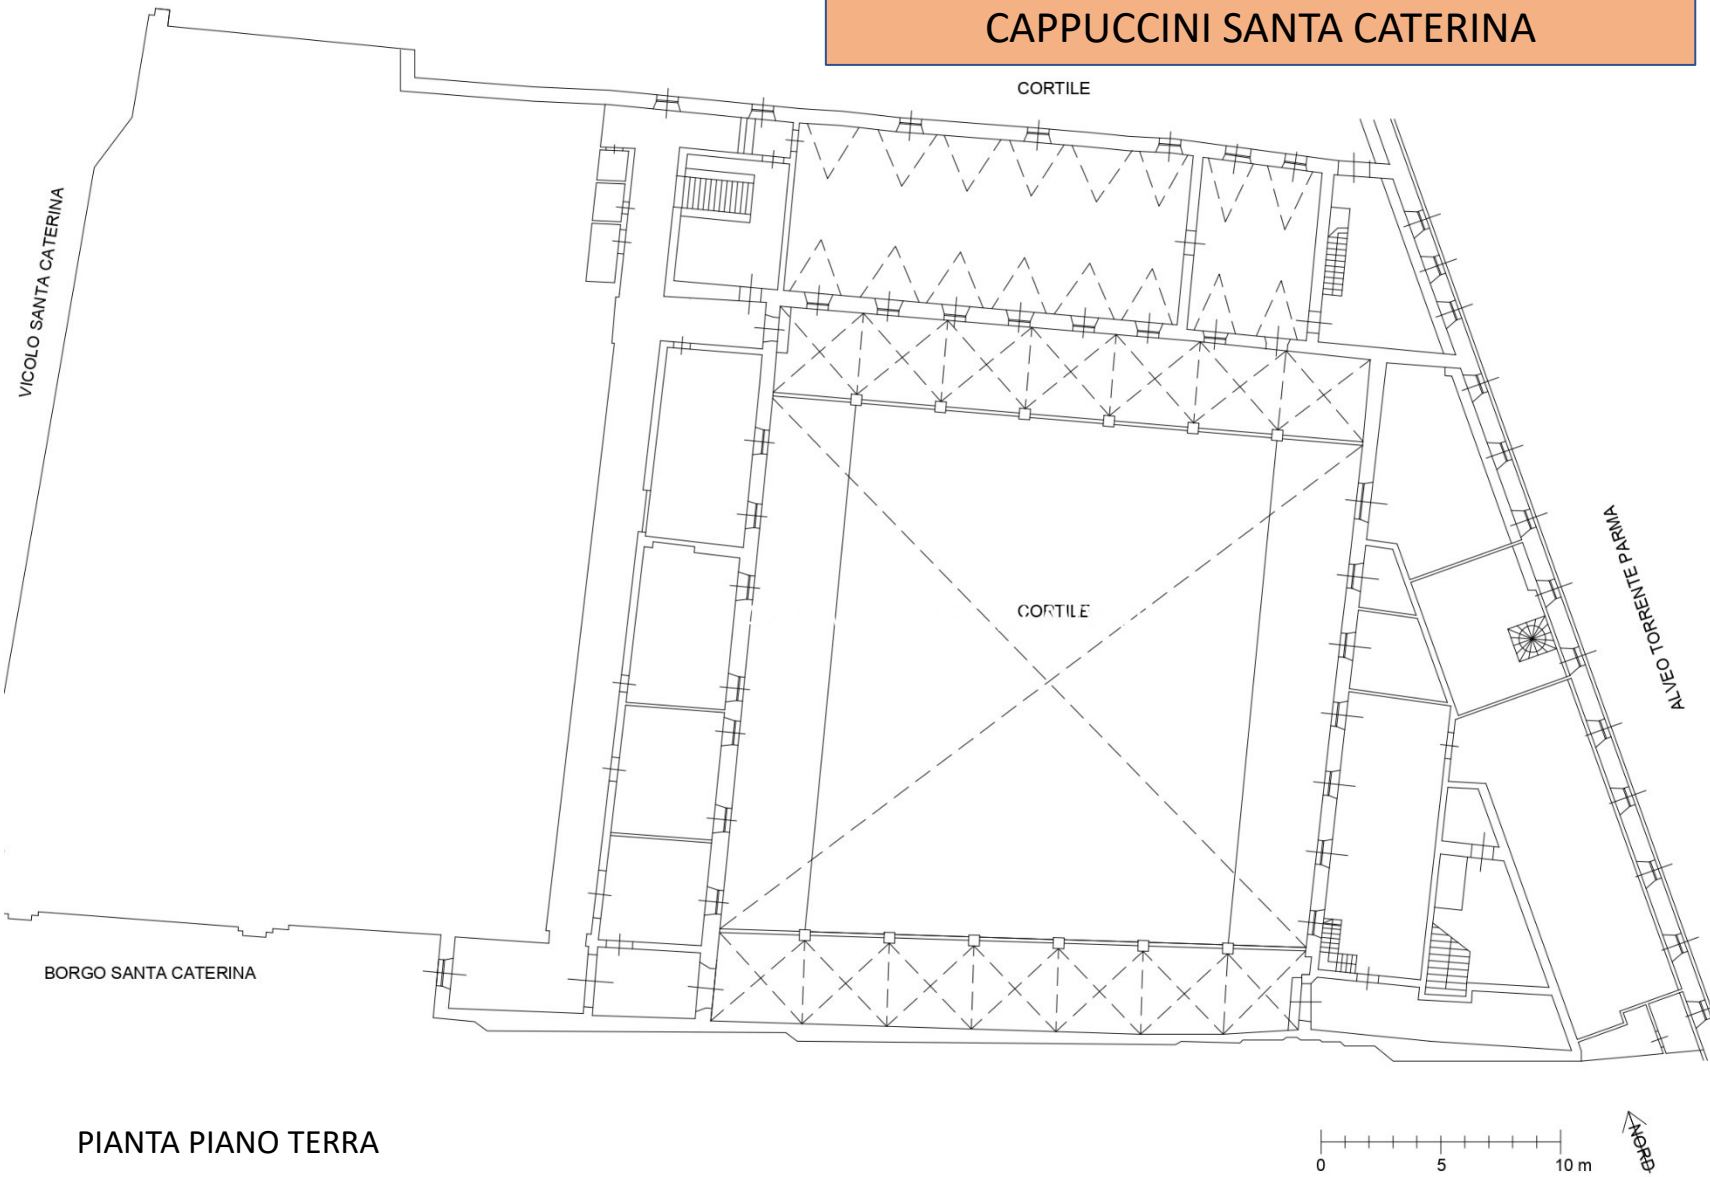 CAPPUCCINI SANTA CATERINA
CORTILE
VICOLO SANTA CATERINA
CORTILE
ALVEO TORRENTE PARMA
BORGO SANTA CATERINA
PIANTA PIANO TERRA
0 5 10 m
NORD